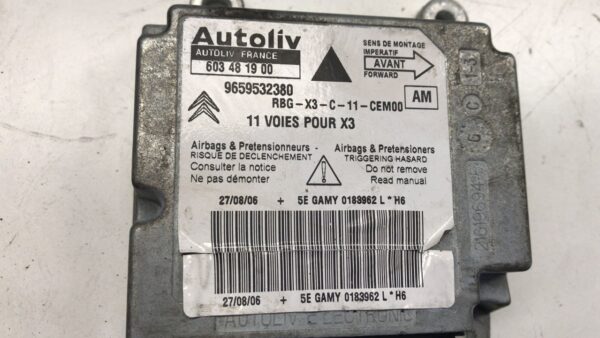 Autoliv
AUTOLIV FRANCE
603 48 19 00
SENS DE MONTAGE
IMPERATIF
AVANT
FORWARD
9659532380
RBG-X3-C-11-CEM00
AM
11 VOIES POUR X3
Airbags & Pretensionneurs
RISQUE DE DECLENCHEMENT
Consulter la notice
Ne pas démonter
!
Airbags & Pretensioners
TRIGGERING HASARD
Do not remove
Read manual
27/08/06 + 5E GAMY 0183962 L * H6
27/08/06 + 5E GAMY 0183962 L * H6
AUTOLIV ELECTRONIC